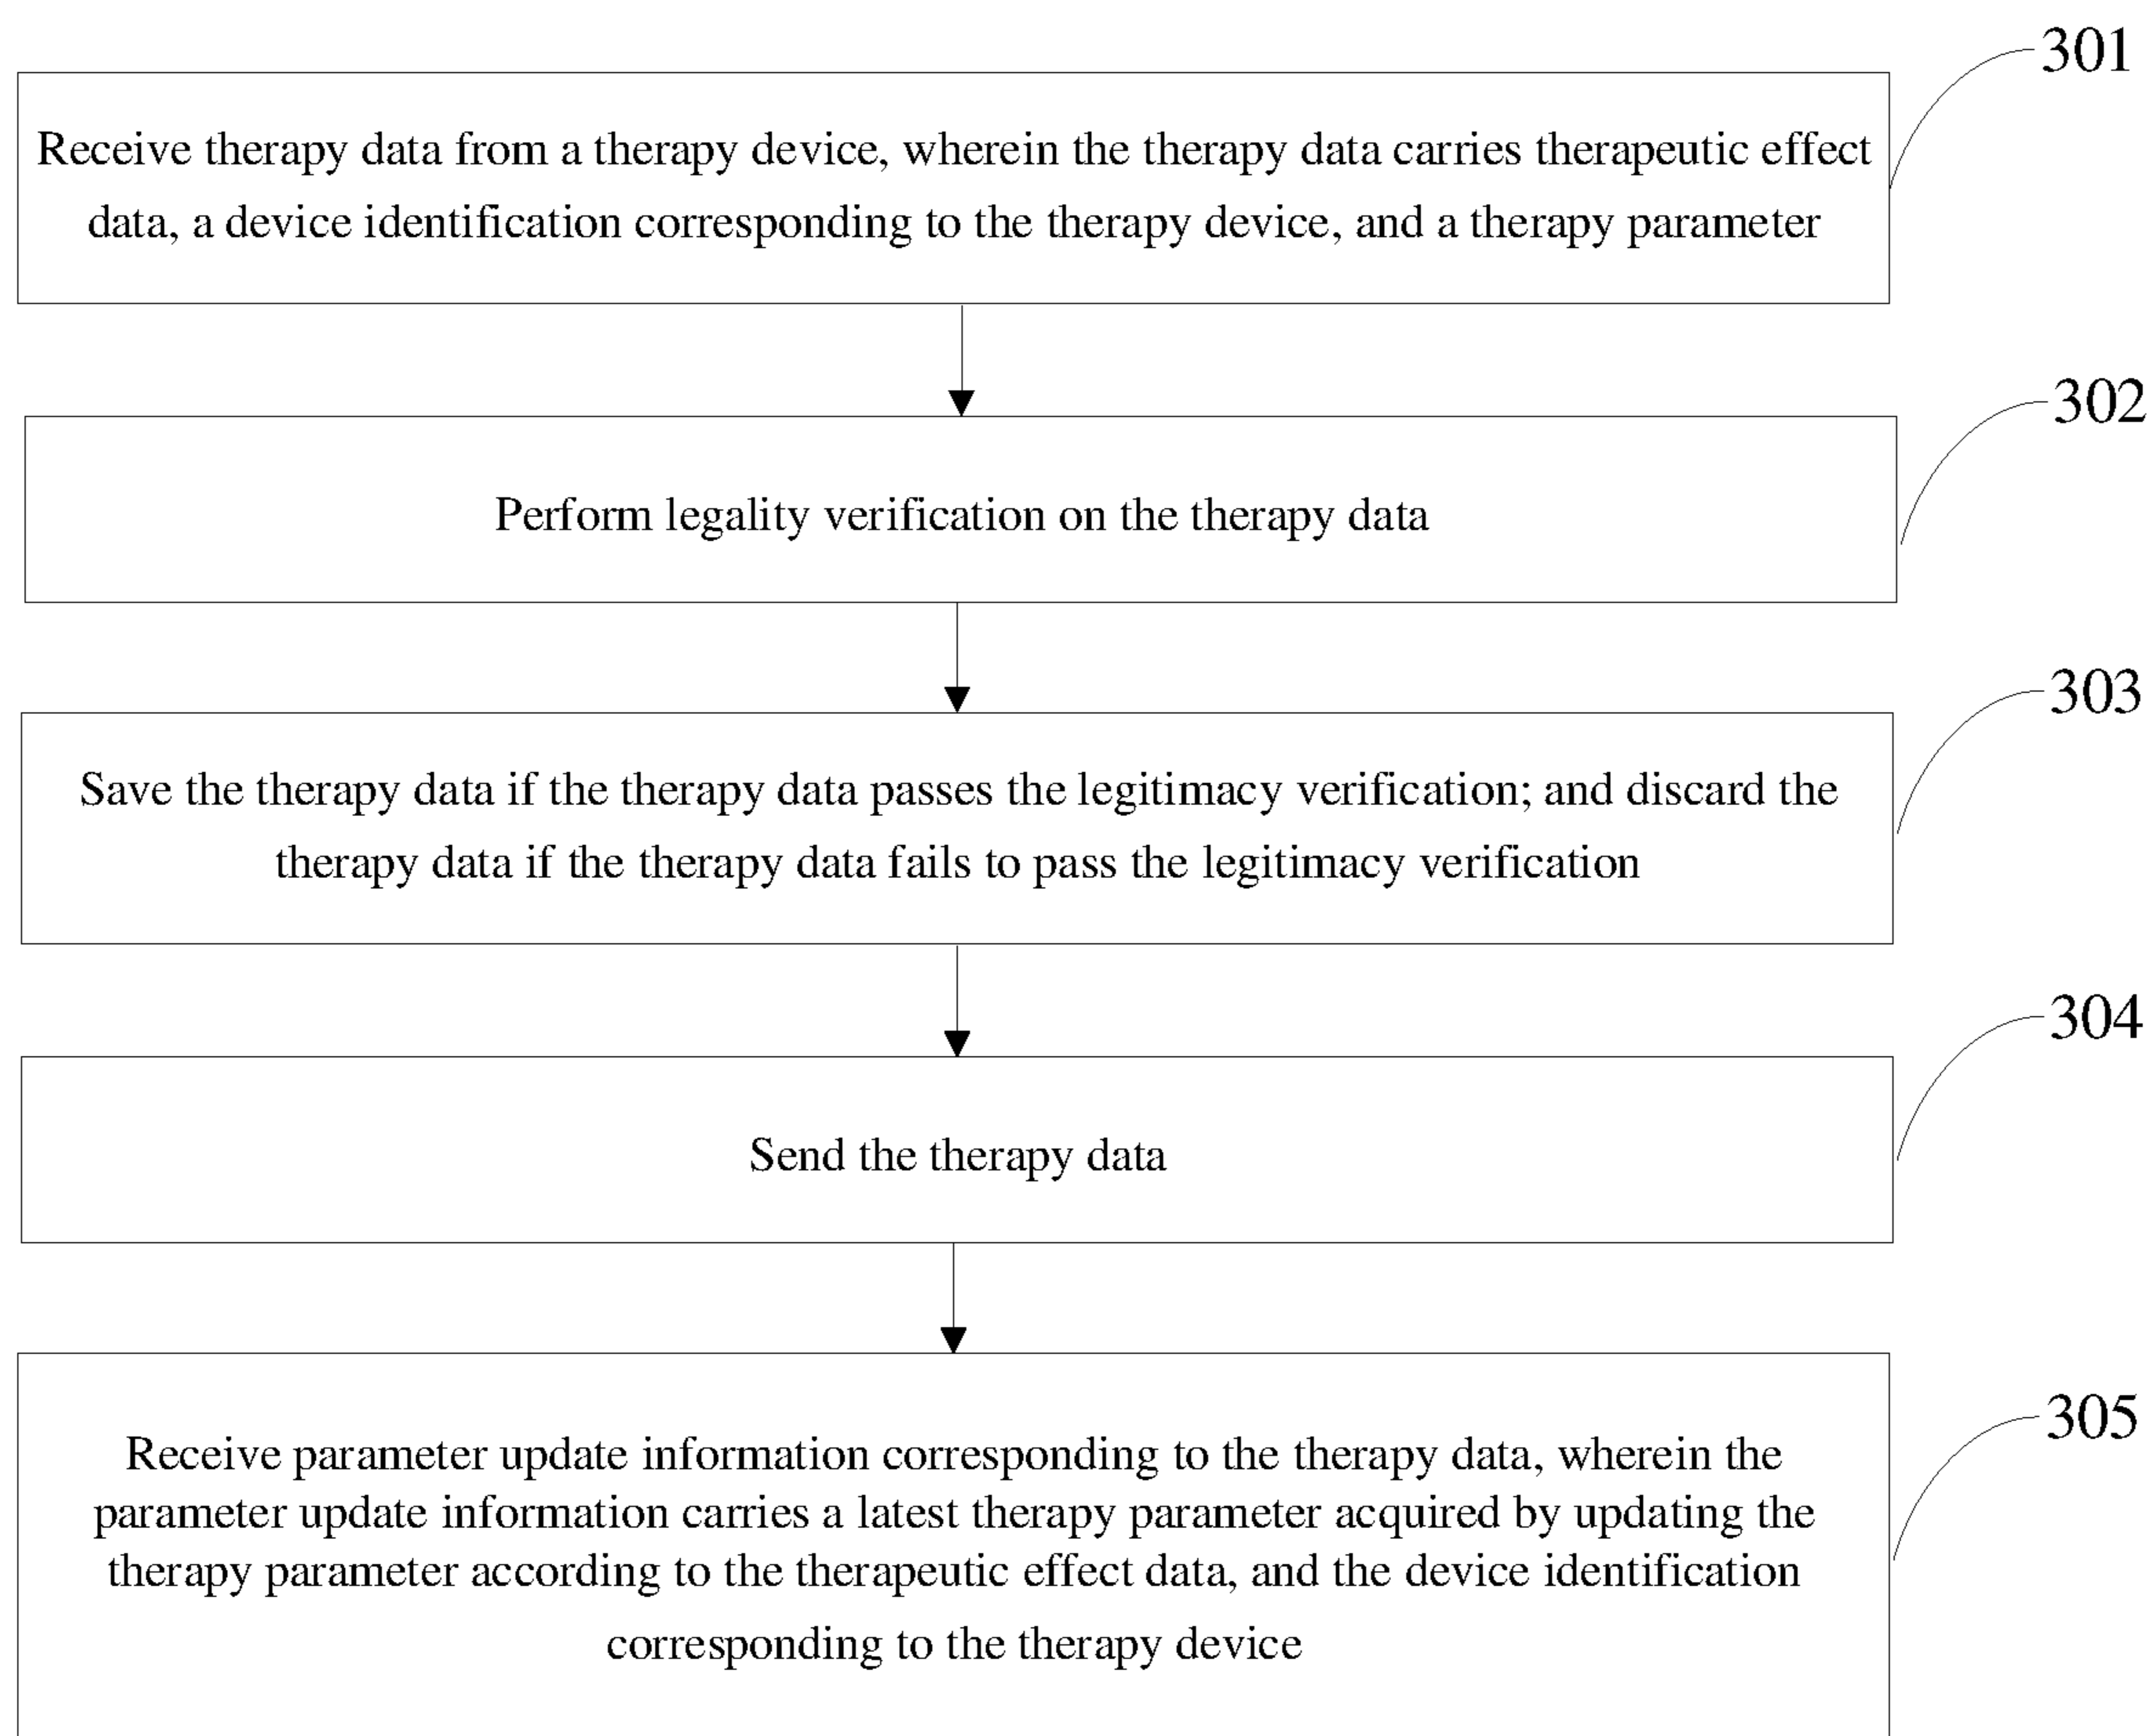 301
Receive therapy data from a therapy device, wherein the therapy data carries therapeutic effect
data, a device identification corresponding to the therapy device, and a therapy parameter
302
Perform legality verification on the therapy data
303
Save the therapy data if the therapy data passes the legitimacy verification; and discard the
therapy data if the therapy data fails to pass the legitimacy verification
304
Send the therapy data
305
Receive parameter update information corresponding to the therapy data, wherein the
parameter update information carries a latest therapy parameter acquired by updating the
therapy parameter according to the therapeutic effect data, and the device identification
corresponding to the therapy device